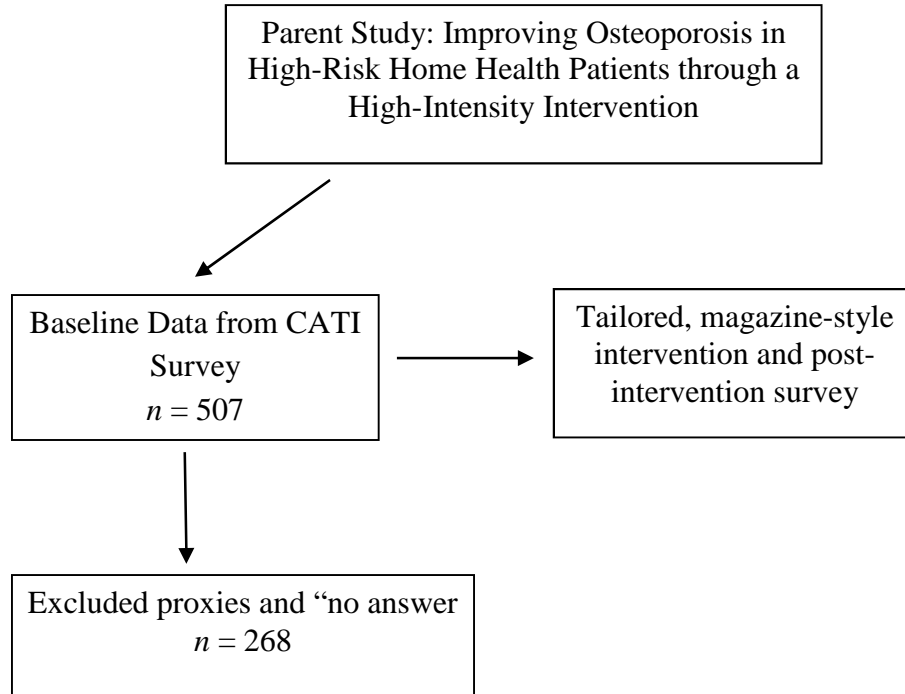 Parent Study: Improving Osteoporosis in
High-Risk Home Health Patients through a
High-Intensity Intervention
Baseline Data from CATI
Survey
n = 507
Tailored, magazine-style
intervention and post-
intervention survey
Excluded proxies and “no answer
n = 268